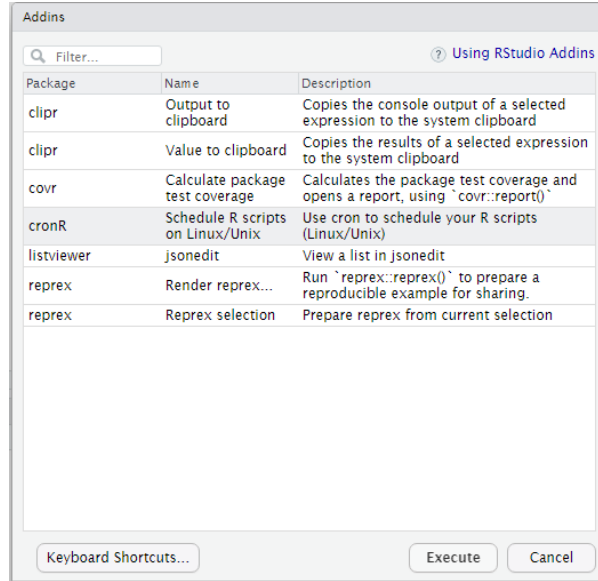 Addins
Filter...
Using RStudio Addins
Package Name Description
clipr Output to clipboard Copies the console output of a selected
expression to the system clipboard
clipr Value to clipboard Copies the results of a selected expression
to the system clipboard
covr Calculate package test coverage Calculates the package test coverage and
opens a report, using `covr::report()`
cronR Schedule R scripts on Linux/Unix Use cron to schedule your R scripts
(Linux/Unix)
listviewer jsonedit View a list in jsonedit
reprex Render reprex... Run `reprex::reprex()` to prepare a
reproducible example for sharing.
reprex Reprex selection Prepare reprex from current selection
Keyboard Shortcuts... Execute Cancel